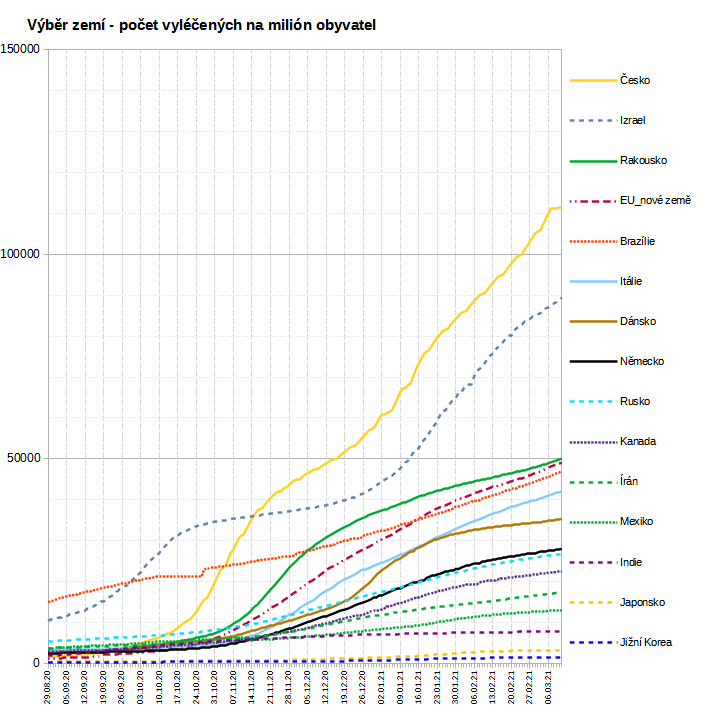 Výběr zemí - počet vyléčených na milión obyvatel
150000
100000
50000
0
Česko
Izrael
Rakousko
EU_nové země
Brazílie
Itálie
Dánsko
Německo
Rusko
Kanada
Írán
Mexiko
Indie
Japonsko
Jižní Korea
29.08.20
05.09.20
12.09.20
19.09.20
26.09.20
03.10.20
10.10.20
17.10.20
24.10.20
31.10.20
07.11.20
14.11.20
21.11.20
28.11.20
05.12.20
12.12.20
19.12.20
26.12.20
02.01.21
09.01.21
16.01.21
23.01.21
30.01.21
06.02.21
13.02.21
20.02.21
27.02.21
06.03.21